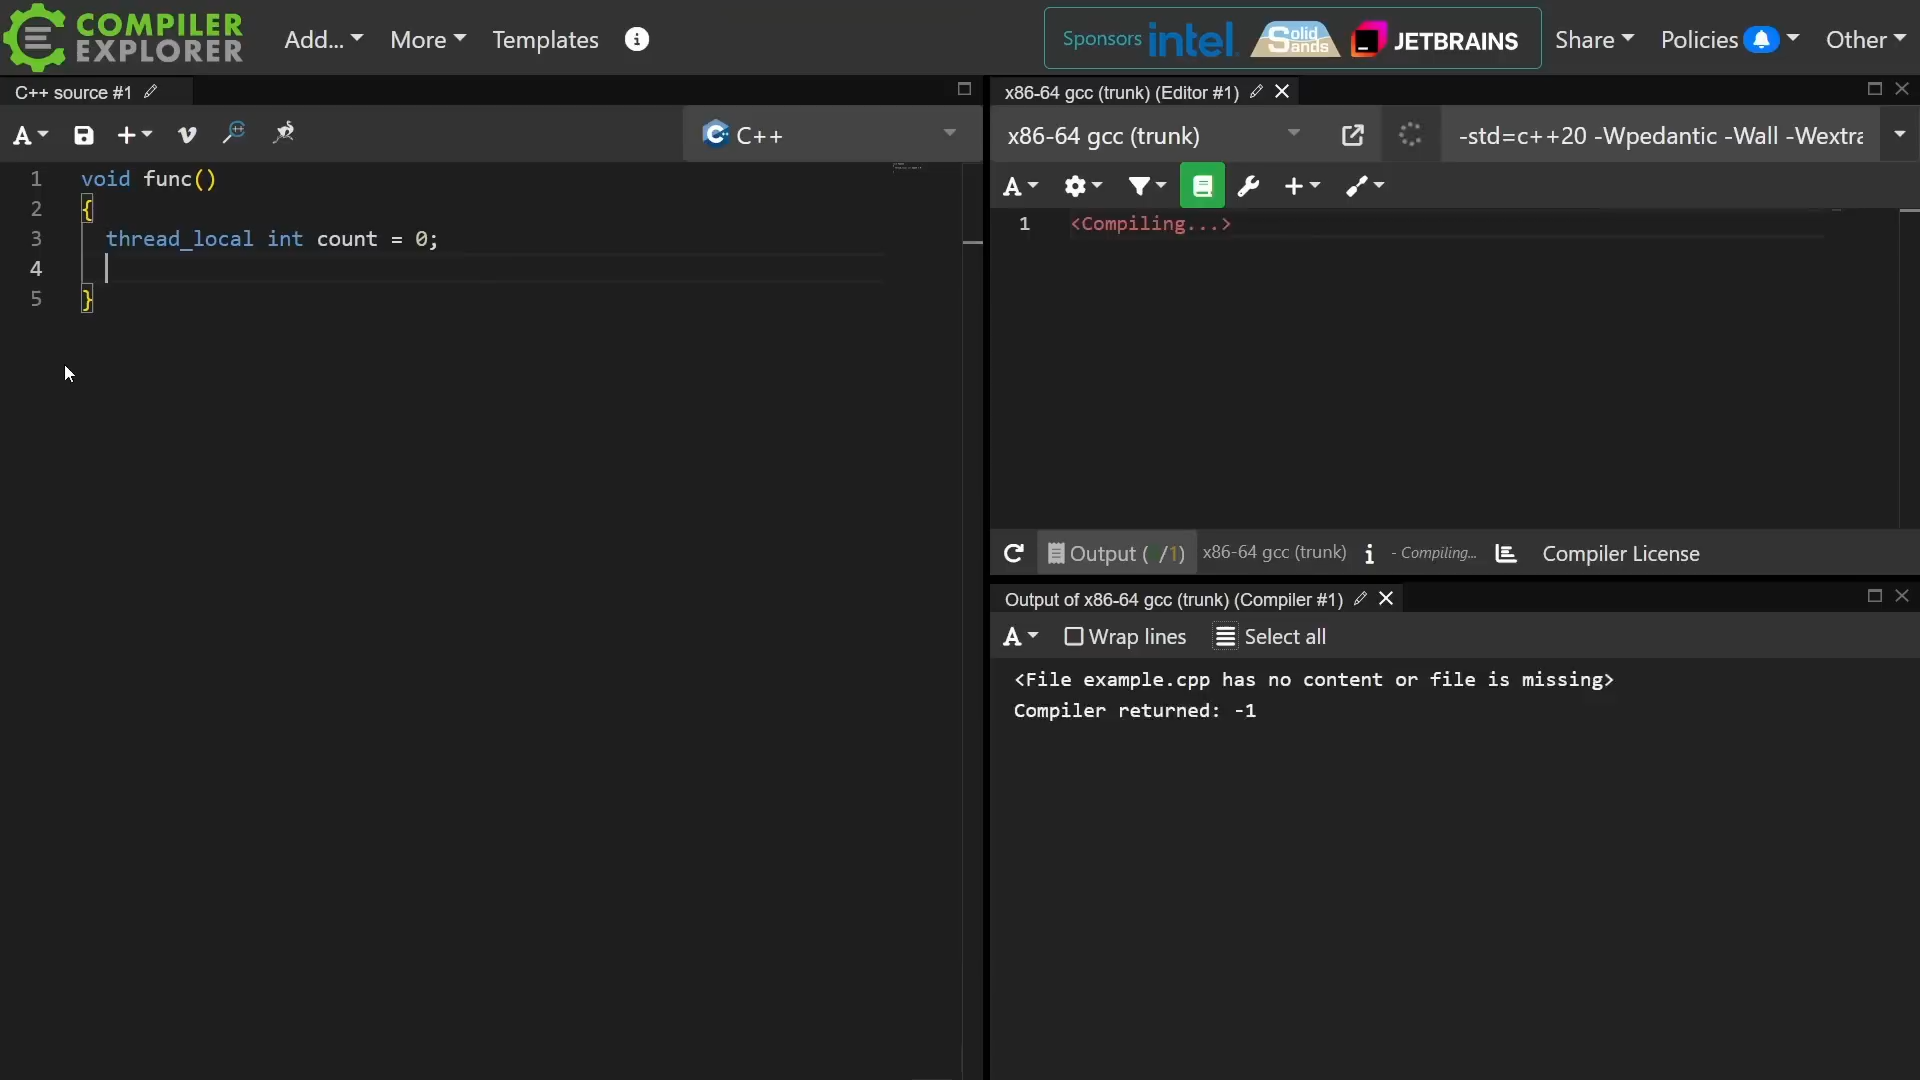 COMPILER
EXPLORER
Add...
More
Templates
Sponsors
intel.
Solid
Sands
JETBRAINS
Share
Policies
Other
C++ source #1
C++
1 void func()
2 {
3 thread_local int count = 0;
4
5 }
x86-64 gcc (trunk) (Editor #1)
x86-64 gcc (trunk)
-std=c++20 -Wpedantic -Wall -Wextra
A
1 <Compiling...>
Output ( /1)
x86-64 gcc (trunk)
- Compiling...
Compiler License
Output of x86-64 gcc (trunk) (Compiler #1)
A
Wrap lines
Select all
<File example.cpp has no content or file is missing>
Compiler returned: -1